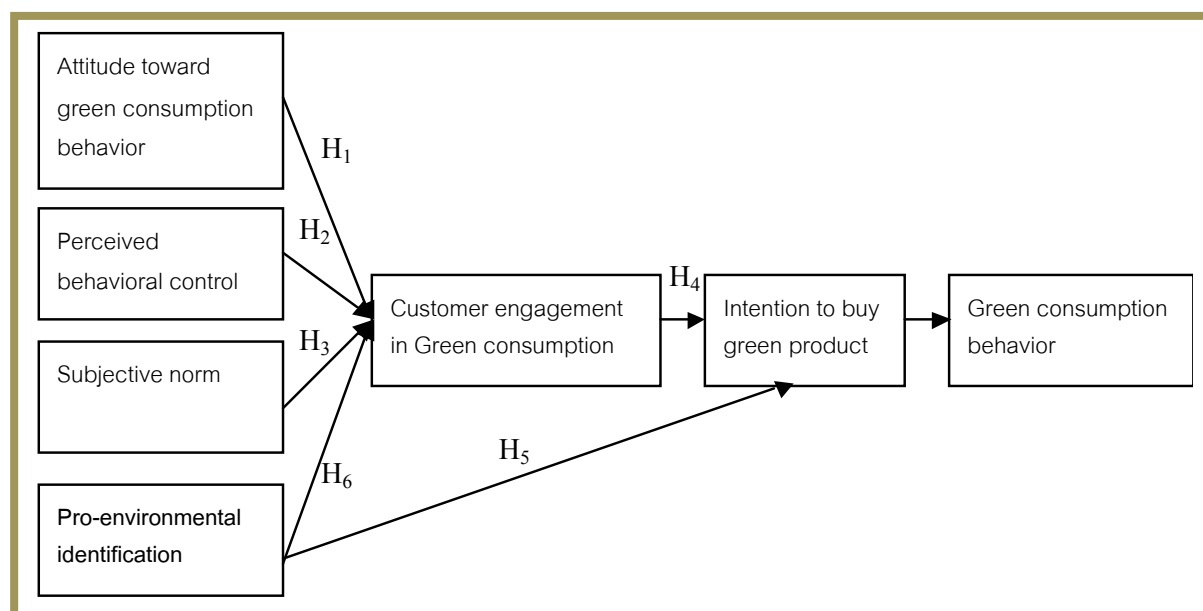 Attitude toward
green consumption
behavior
H₁
Perceived
behavioral control
H₂
Subjective norm
H₃
Pro-environmental
identification
H₆
H₅
Customer engagement
in Green consumption
H₄
Intention to buy
green product
Green consumption
behavior